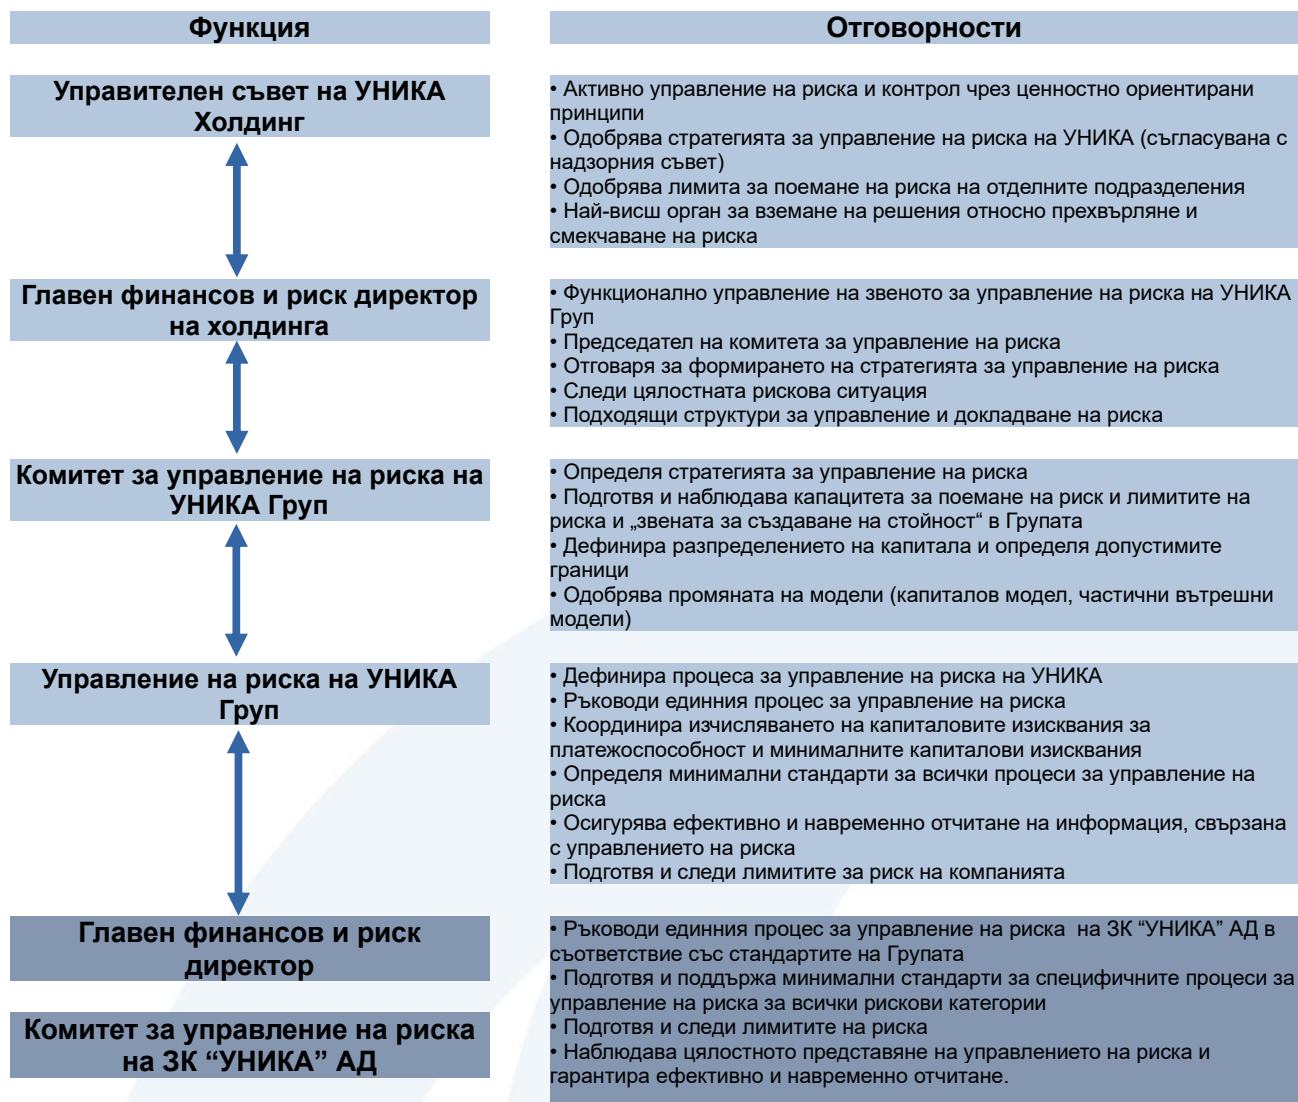 Функция
Отговорности
Управителен съвет на УНИКА
Холдинг
• Активно управление на риска и контрол чрез ценностно ориентирани
принципи
• Одобрява стратегията за управление на риска на УНИКА (съгласувана с
надзорния съвет)
• Одобрява лимита за поемане на риска на отделните подразделения
• Най-висш орган за вземане на решения относно прехвърляне и
смекчаване на риска
Главен финансов и риск директор
на холдинга
• Функционално управление на звеното за управление на риска на УНИКА
Груп
• Председател на комитета за управление на риска
• Отговаря за формирането на стратегията за управление на риска
• Следи цялостната рискова ситуация
• Подходящи структури за управление и докладване на риска
Комитет за управление на риска на
УНИКА Груп
• Определя стратегията за управление на риска
• Подготвя и наблюдава капацитета за поемане на риск и лимитите на
риска и „звената за създаване на стойност“ в Групата
• Дефинира разпределението на капитала и определя допустимите
граници
• Одобрява промяната на модели (капиталов модел, частични вътрешни
модели)
Управление на риска на УНИКА
Груп
• Дефинира процеса за управление на риска на УНИКА
• Ръководи единния процес за управление на риска
• Координира изчисляването на капиталовите изисквания за
платежоспособност и минималните капиталови изисквания
• Определя минимални стандарти за всички процеси за управление на
риска
• Осигурява ефективно и навременно отчитане на информация, свързана
с управлението на риска
• Подготвя и следи лимитите за риск на компанията
Главен финансов и риск
директор
Комитет за управление на риска
на ЗК “УНИКА” АД
• Ръководи единния процес за управление на риска на ЗК “УНИКА” АД в
съответствие със стандартите на Групата
• Подготвя и поддържа минимални стандарти за специфичните процеси за
управление на риска за всички рискови категории
• Подготвя и следи лимитите на риска
• Наблюдава цялостното представяне на управлението на риска и
гарантира ефективно и навременно отчитане.